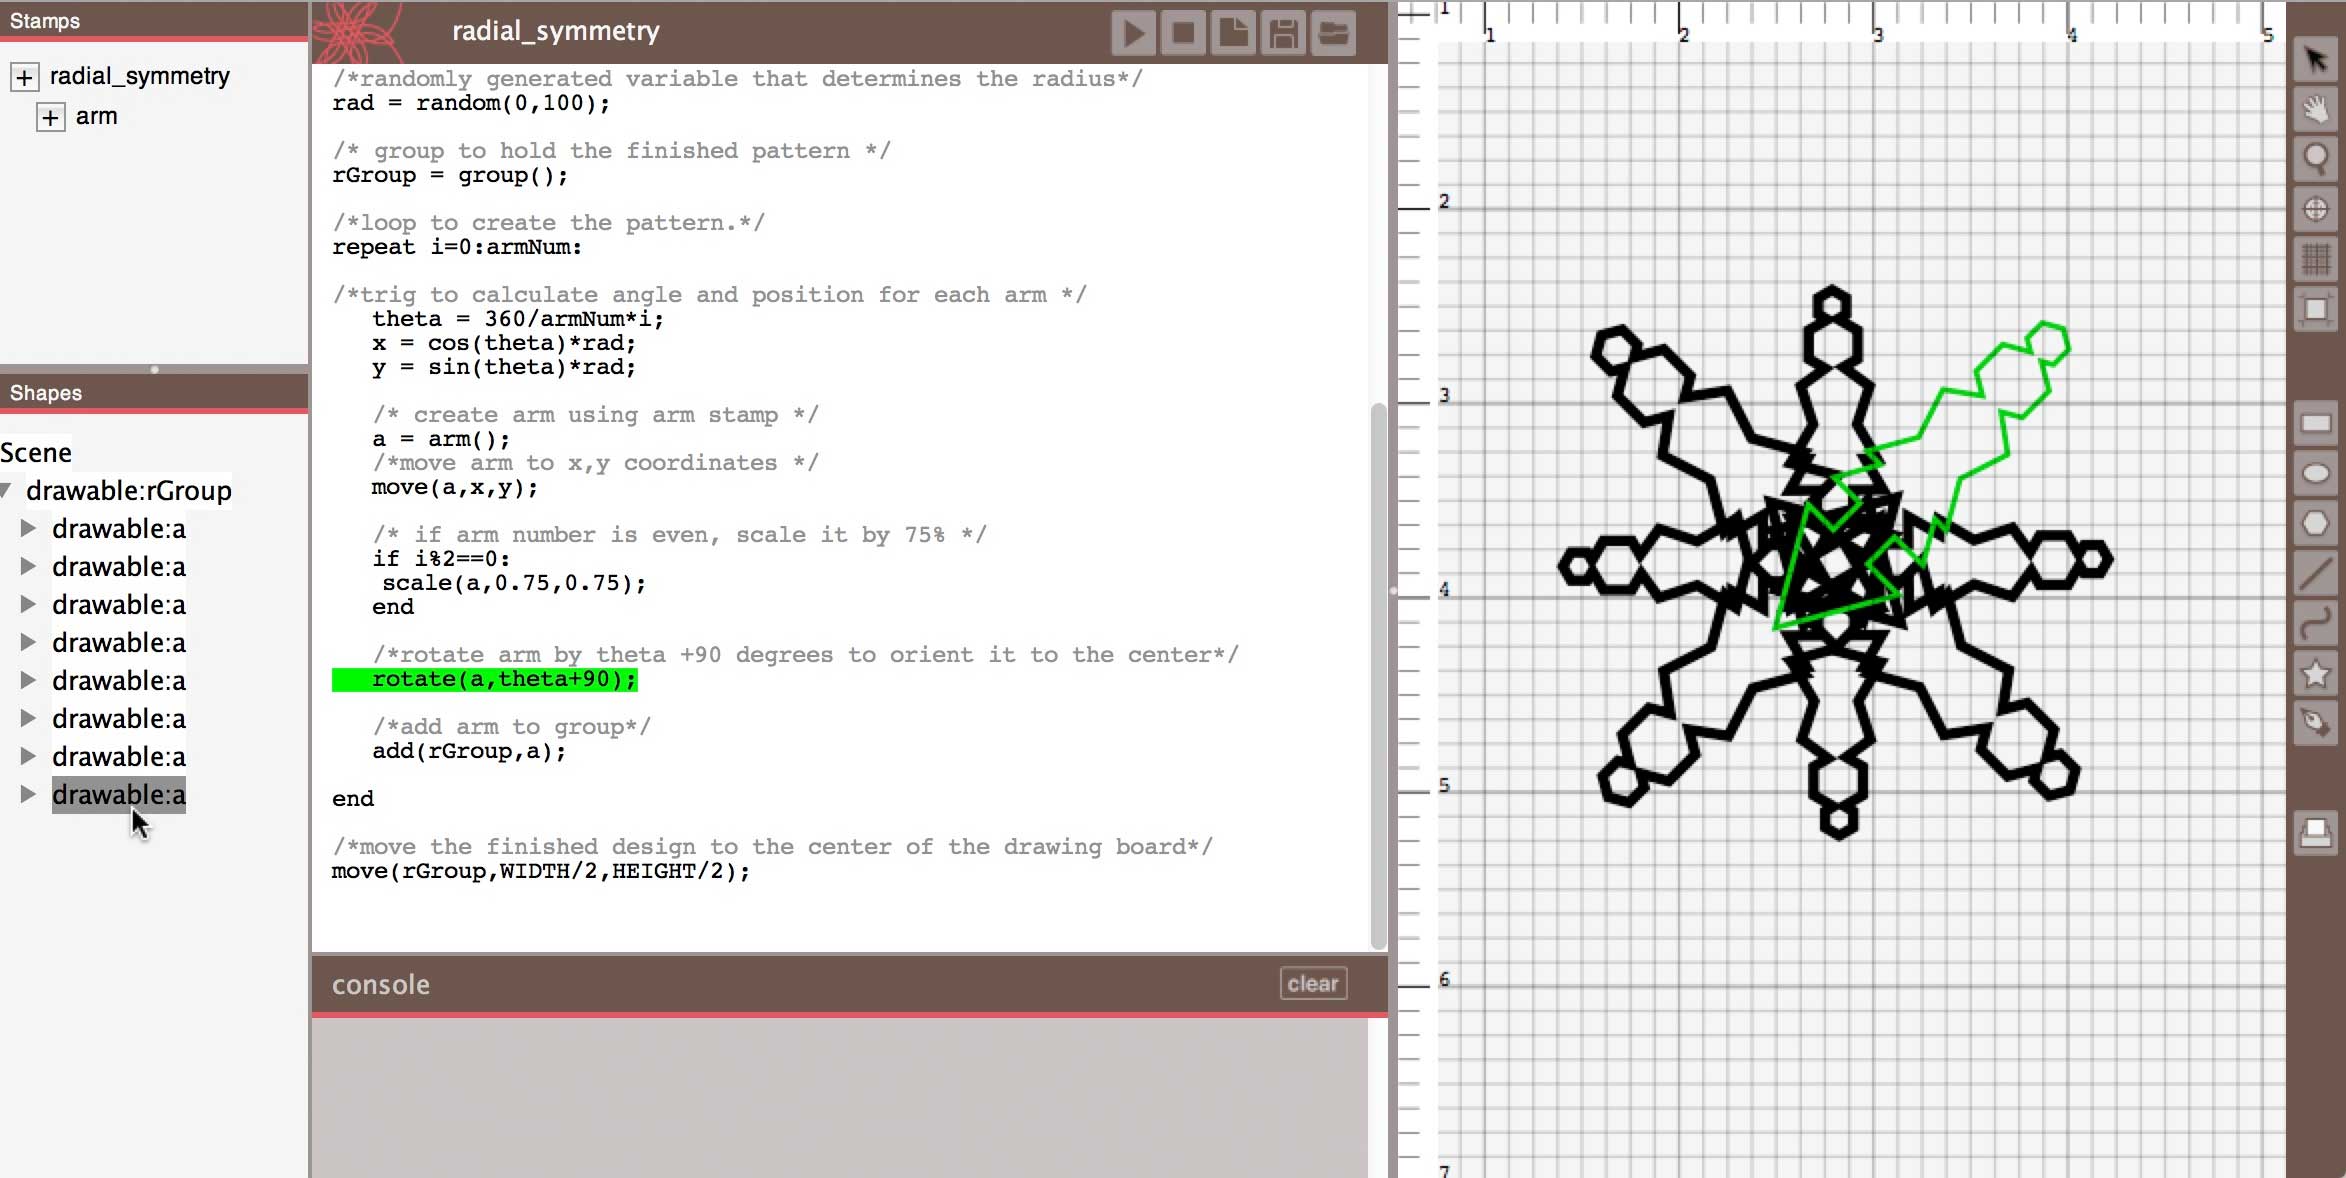 Stamps
+ radial_symmetry
+ arm
Shapes
Scene
drawable:rGroup
drawable:a
drawable:a
drawable:a
drawable:a
drawable:a
drawable:a
drawable:a
drawable:a
radial_symmetry
/*randomly generated variable that determines the radius*/
rad = random(0,100);
/* group to hold the finished pattern */
rGroup = group();
/*loop to create the pattern.*/
repeat i=0:armNum:
/*trig to calculate angle and position for each arm */
theta = 360/armNum*i;
x = cos(theta)*rad;
y = sin(theta)*rad;
/* create arm using arm stamp */
a = arm();
/*move arm to x,y coordinates */
move(a,x,y);
/* if arm number is even, scale it by 75% */
if i%2==0:
scale(a,0.75,0.75);
end
/*rotate arm by theta +90 degrees to orient it to the center*/
rotate(a,theta+90);
/*add arm to group*/
add(rGroup,a);
end
/*move the finished design to the center of the drawing board*/
move(rGroup,WIDTH/2,HEIGHT/2);
console
clear
1 2 3 4 5
1
2
3
4
5
6
7